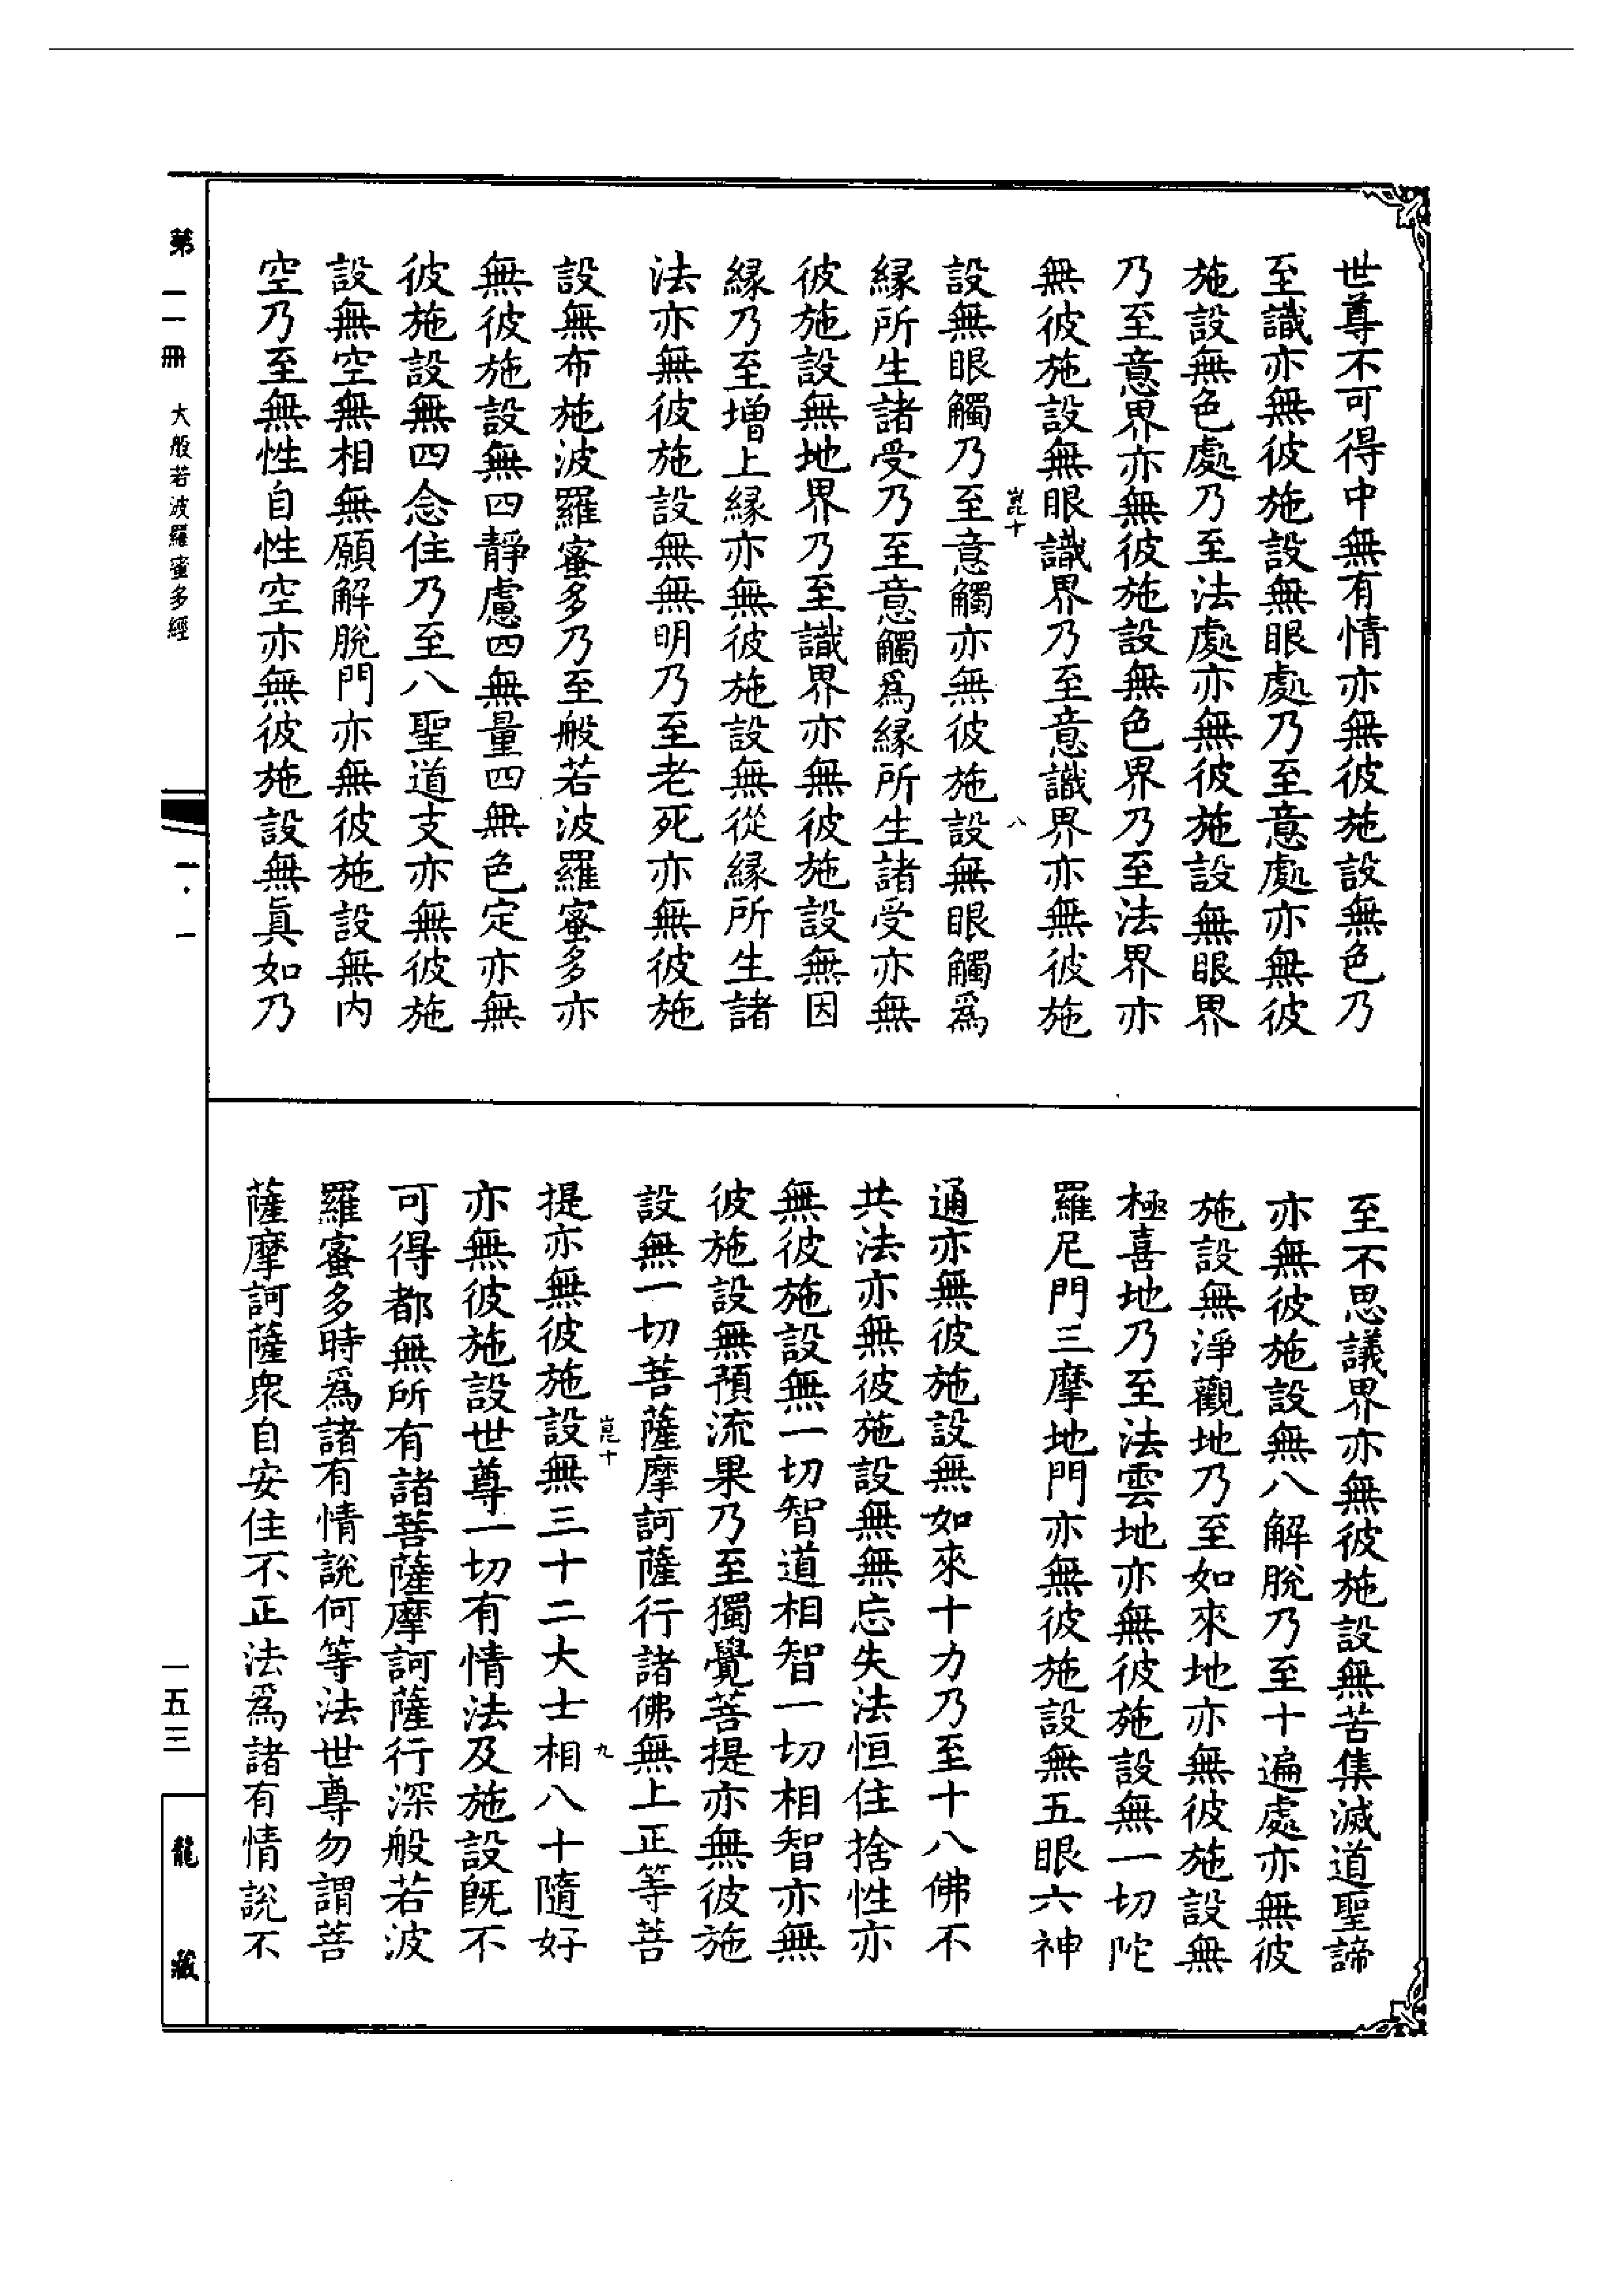 世尊不可得中無有情亦無彼施設無色乃
至識亦無彼施設無眼處乃至意處亦無彼
施設無色處乃至法處亦無彼施設無眼界
乃至意界亦無彼施設無色界乃至法界亦
無彼施設無眼識界乃至意識界亦無彼施
崑十
八
設無眼觸乃至意觸亦無彼施設無眼觸爲
緣所生諸受乃至意觸爲緣所生諸受亦無
彼施設無地界乃至識界亦無彼施設無因
緣乃至增上緣亦無彼施設無從緣所生諸
法亦無彼施設無無明乃至老死亦無彼施
設無布施波羅蜜多乃至般若波羅蜜多亦
無彼施設無四靜慮四無量四無色定亦無
彼施設無四念住乃至八聖道支亦無彼施
設無空無相無願解脫門亦無彼施設無內
空乃至無性自性空亦無彼施設無眞如乃
至不思議界亦無彼施設無苦集滅道聖諦
亦無彼施設無八解脫乃至十遍處亦無彼
施設無淨觀地乃至如來地亦無彼施設無
極喜地乃至法雲地亦無彼施設無一切陀
羅尼門三摩地門亦無彼施設無五眼六神
通亦無彼施設無如來十力乃至十八佛不
共法亦無彼施設無無忘失法恒住捨性亦
無彼施設無一切智道相智一切相智亦無
彼施設無預流果乃至獨覺菩提亦無彼施
設無一切菩薩摩訶薩行諸佛無上正等菩
崑十
九
提亦無彼施設無三十二大士相八十隨好
亦無彼施設世尊一切有情法及施設旣不
可得都無所有諸菩薩摩訶薩行深般若波
羅蜜多時爲諸有情說何等法世尊勿謂菩
薩摩訶薩衆自安住不正法爲諸有情說不
第一一冊 大般若波羅蜜多經
一·一
一五三
龍藏